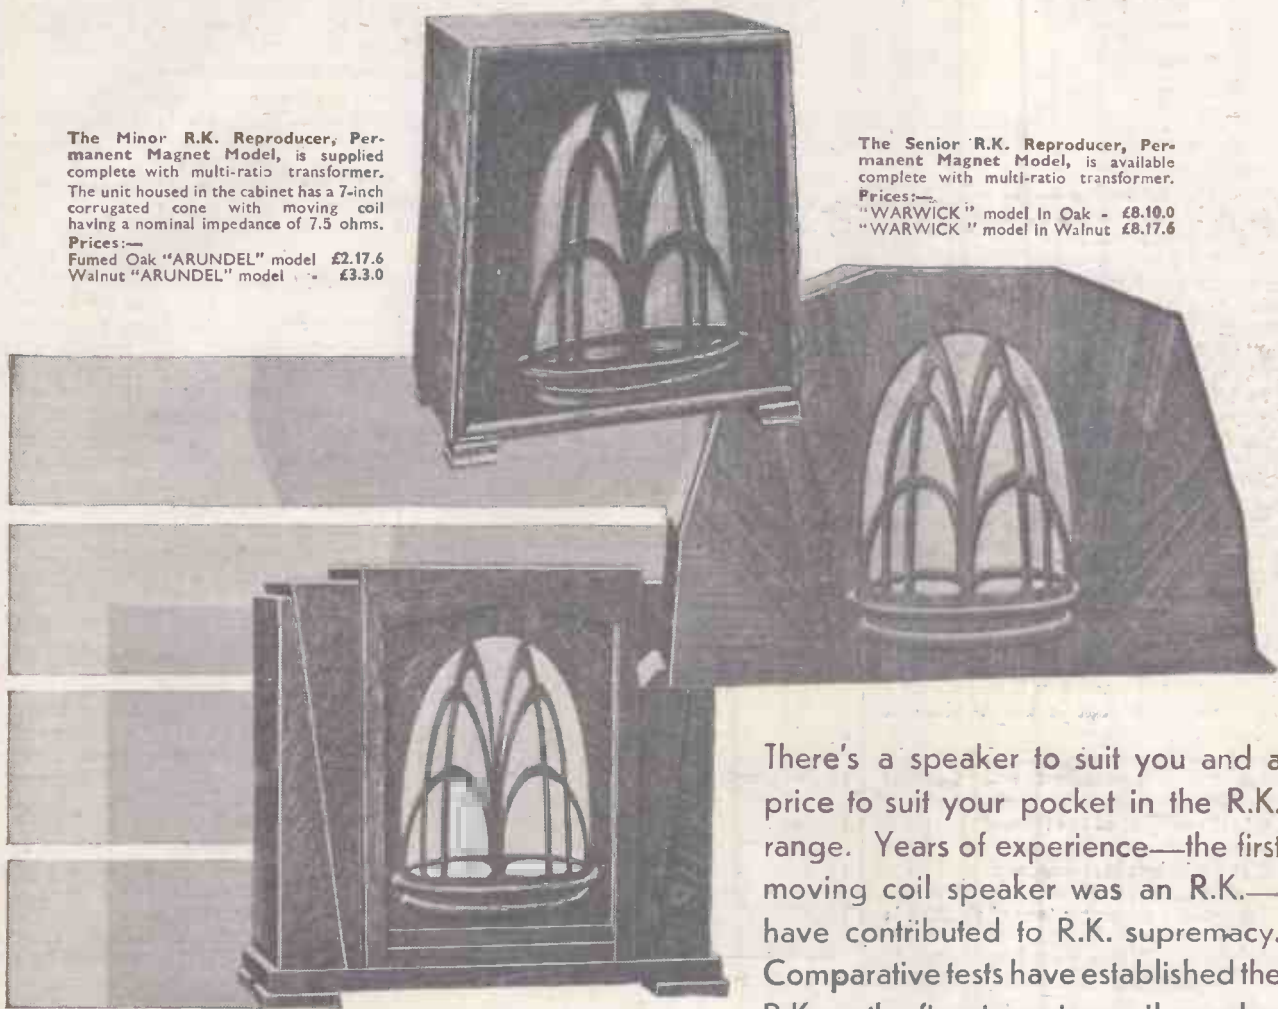 The Minor R.K. Reproducer, Per-
manent Magnet Model, is supplied
complete with multi-ratio transformer.
The unit housed in the cabinet has a 7-inch
corrugated cone with moving coil
having a nominal impedance of 7.5 ohms.
Prices:—
Fumed Oak "ARUNDEL" model £2.17.6
Walnut "ARUNDEL" model - £3.3.0
The Senior R.K. Reproducer, Per-
manent Magnet Model, is available
complete with multi-ratio transformer.
Prices:—
"WARWICK" model in Oak - £8.10.0
"WARWICK" model in Walnut £8.17.6
There's a speaker to suit you and a
price to suit your pocket in the R.K.
range. Years of experience—the first
moving coil speaker was an R.K.—
have contributed to R.K. supremacy.
Comparative tests have established the